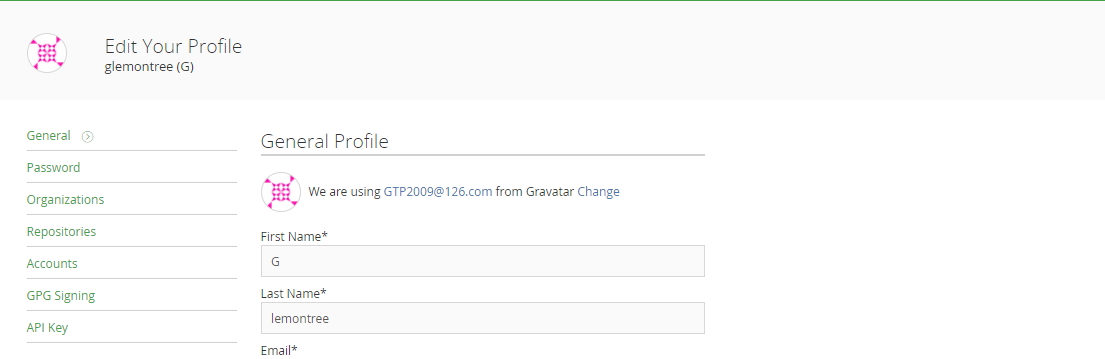 Edit Your Profile
glemontree (G)
General
Password
Organizations
Repositories
Accounts
GPG Signing
API Key
General Profile
We are using GTP2009@126.com from Gravatar Change
First Name*
G
Last Name*
lemontree
Email*